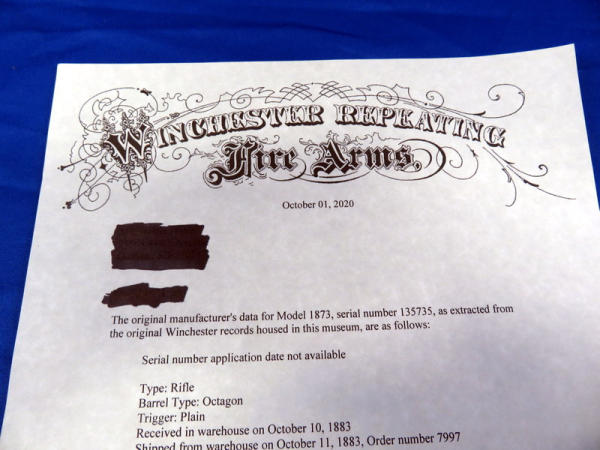 WINCHESTER REPEATING
Fire Arms.
October 01, 2020
The original manufacturer's data for Model 1873, serial number 135735, as extracted from
the original Winchester records housed in this museum, are as follows:
Serial number application date not available
Type: Rifle
Barrel Type: Octagon
Trigger: Plain
Received in warehouse on October 10, 1883
Shipped from warehouse on October 11, 1883, Order number 7997